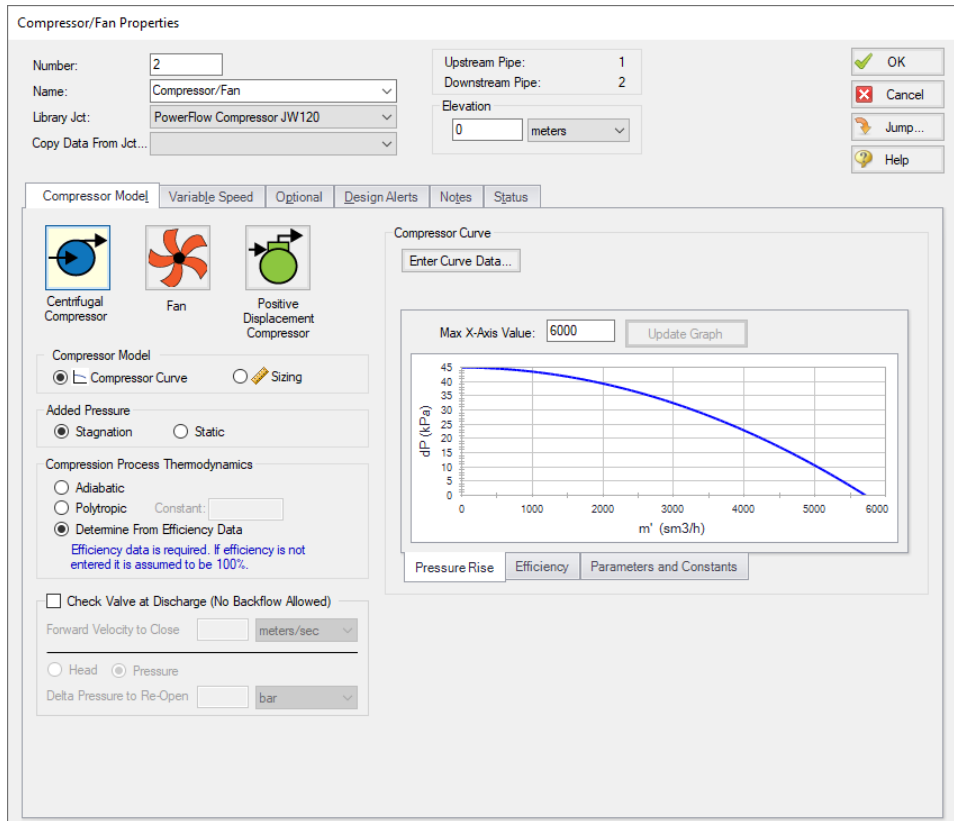 Compressor/Fan Properties
Number: 2
Name: Compressor/Fan
Library Jct: PowerFlow Compressor JW120
Copy Data From Jct...
Upstream Pipe: 1
Downstream Pipe: 2
Elevation
0 meters
OK
Cancel
Jump...
Help
Compressor Model Variable Speed Optional Design Alerts Notes Status
Centrifugal
Compressor
Fan
Positive
Displacement
Compressor
Compressor Model
Compressor Curve Sizing
Added Pressure
Stagnation Static
Compression Process Thermodynamics
Adiabatic
Polytropic Constant:
Determine From Efficiency Data
Efficiency data is required. If efficiency is not
entered it is assumed to be 100%.
Check Valve at Discharge (No Backflow Allowed)
Forward Velocity to Close meters/sec
Head Pressure
Delta Pressure to Re-Open bar
Compressor Curve
Enter Curve Data...
Max X-Axis Value: 6000 Update Graph
dP (kPa)
45
40
35
30
25
20
15
10
5
0
0 1000 2000 3000 4000 5000 6000
m' (sm3/h)
Pressure Rise Efficiency Parameters and Constants